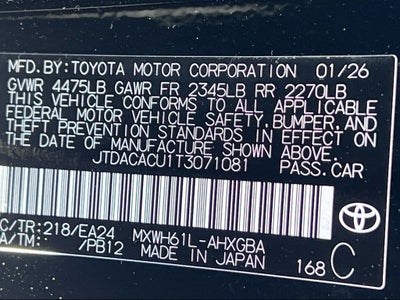 MFD.BY:TOYOTA MOTOR CORPORATION 01/26
GVWR 4475LB GAWR FR 2345LB RR 2270LB
THIS VEHICLE CONFORMS TO ALL APPLICABLE
FEDERAL MOTOR VEHICLE SAFETY, BUMPER, AND
THEFT PREVENTION STANDARDS IN EFFECT ON
THE DATE OF MANUFACTURE SHOWN ABOVE.
JTDACACU1T3071081 PASS.CAR
C/TR:218/EA24 MXWH61L-AHXGBA
A/TM: /PB12 MADE IN JAPAN 168 C
TOYOTA